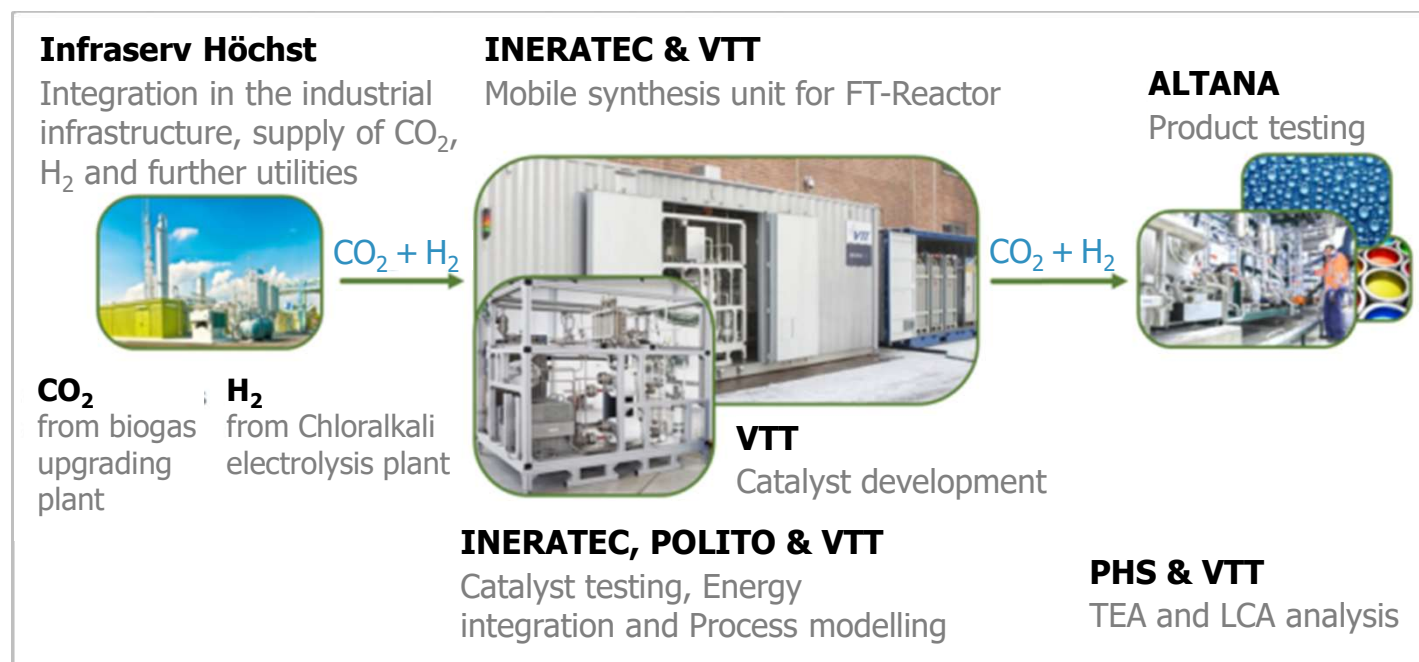 Infraserv Höchst
Integration in the industrial
infrastructure, supply of CO₂,
H₂ and further utilities
INERATEC & VTT
Mobile synthesis unit for FT-Reactor
ALTANA
Product testing
CO₂ + H₂
VTT
CO₂ + H₂
CO₂
from biogas
upgrading
plant
H₂
from Chloralkali
electrolysis plant
VTT
Catalyst development
INERATEC, POLITO & VTT
Catalyst testing, Energy
integration and Process modelling
PHS & VTT
TEA and LCA analysis